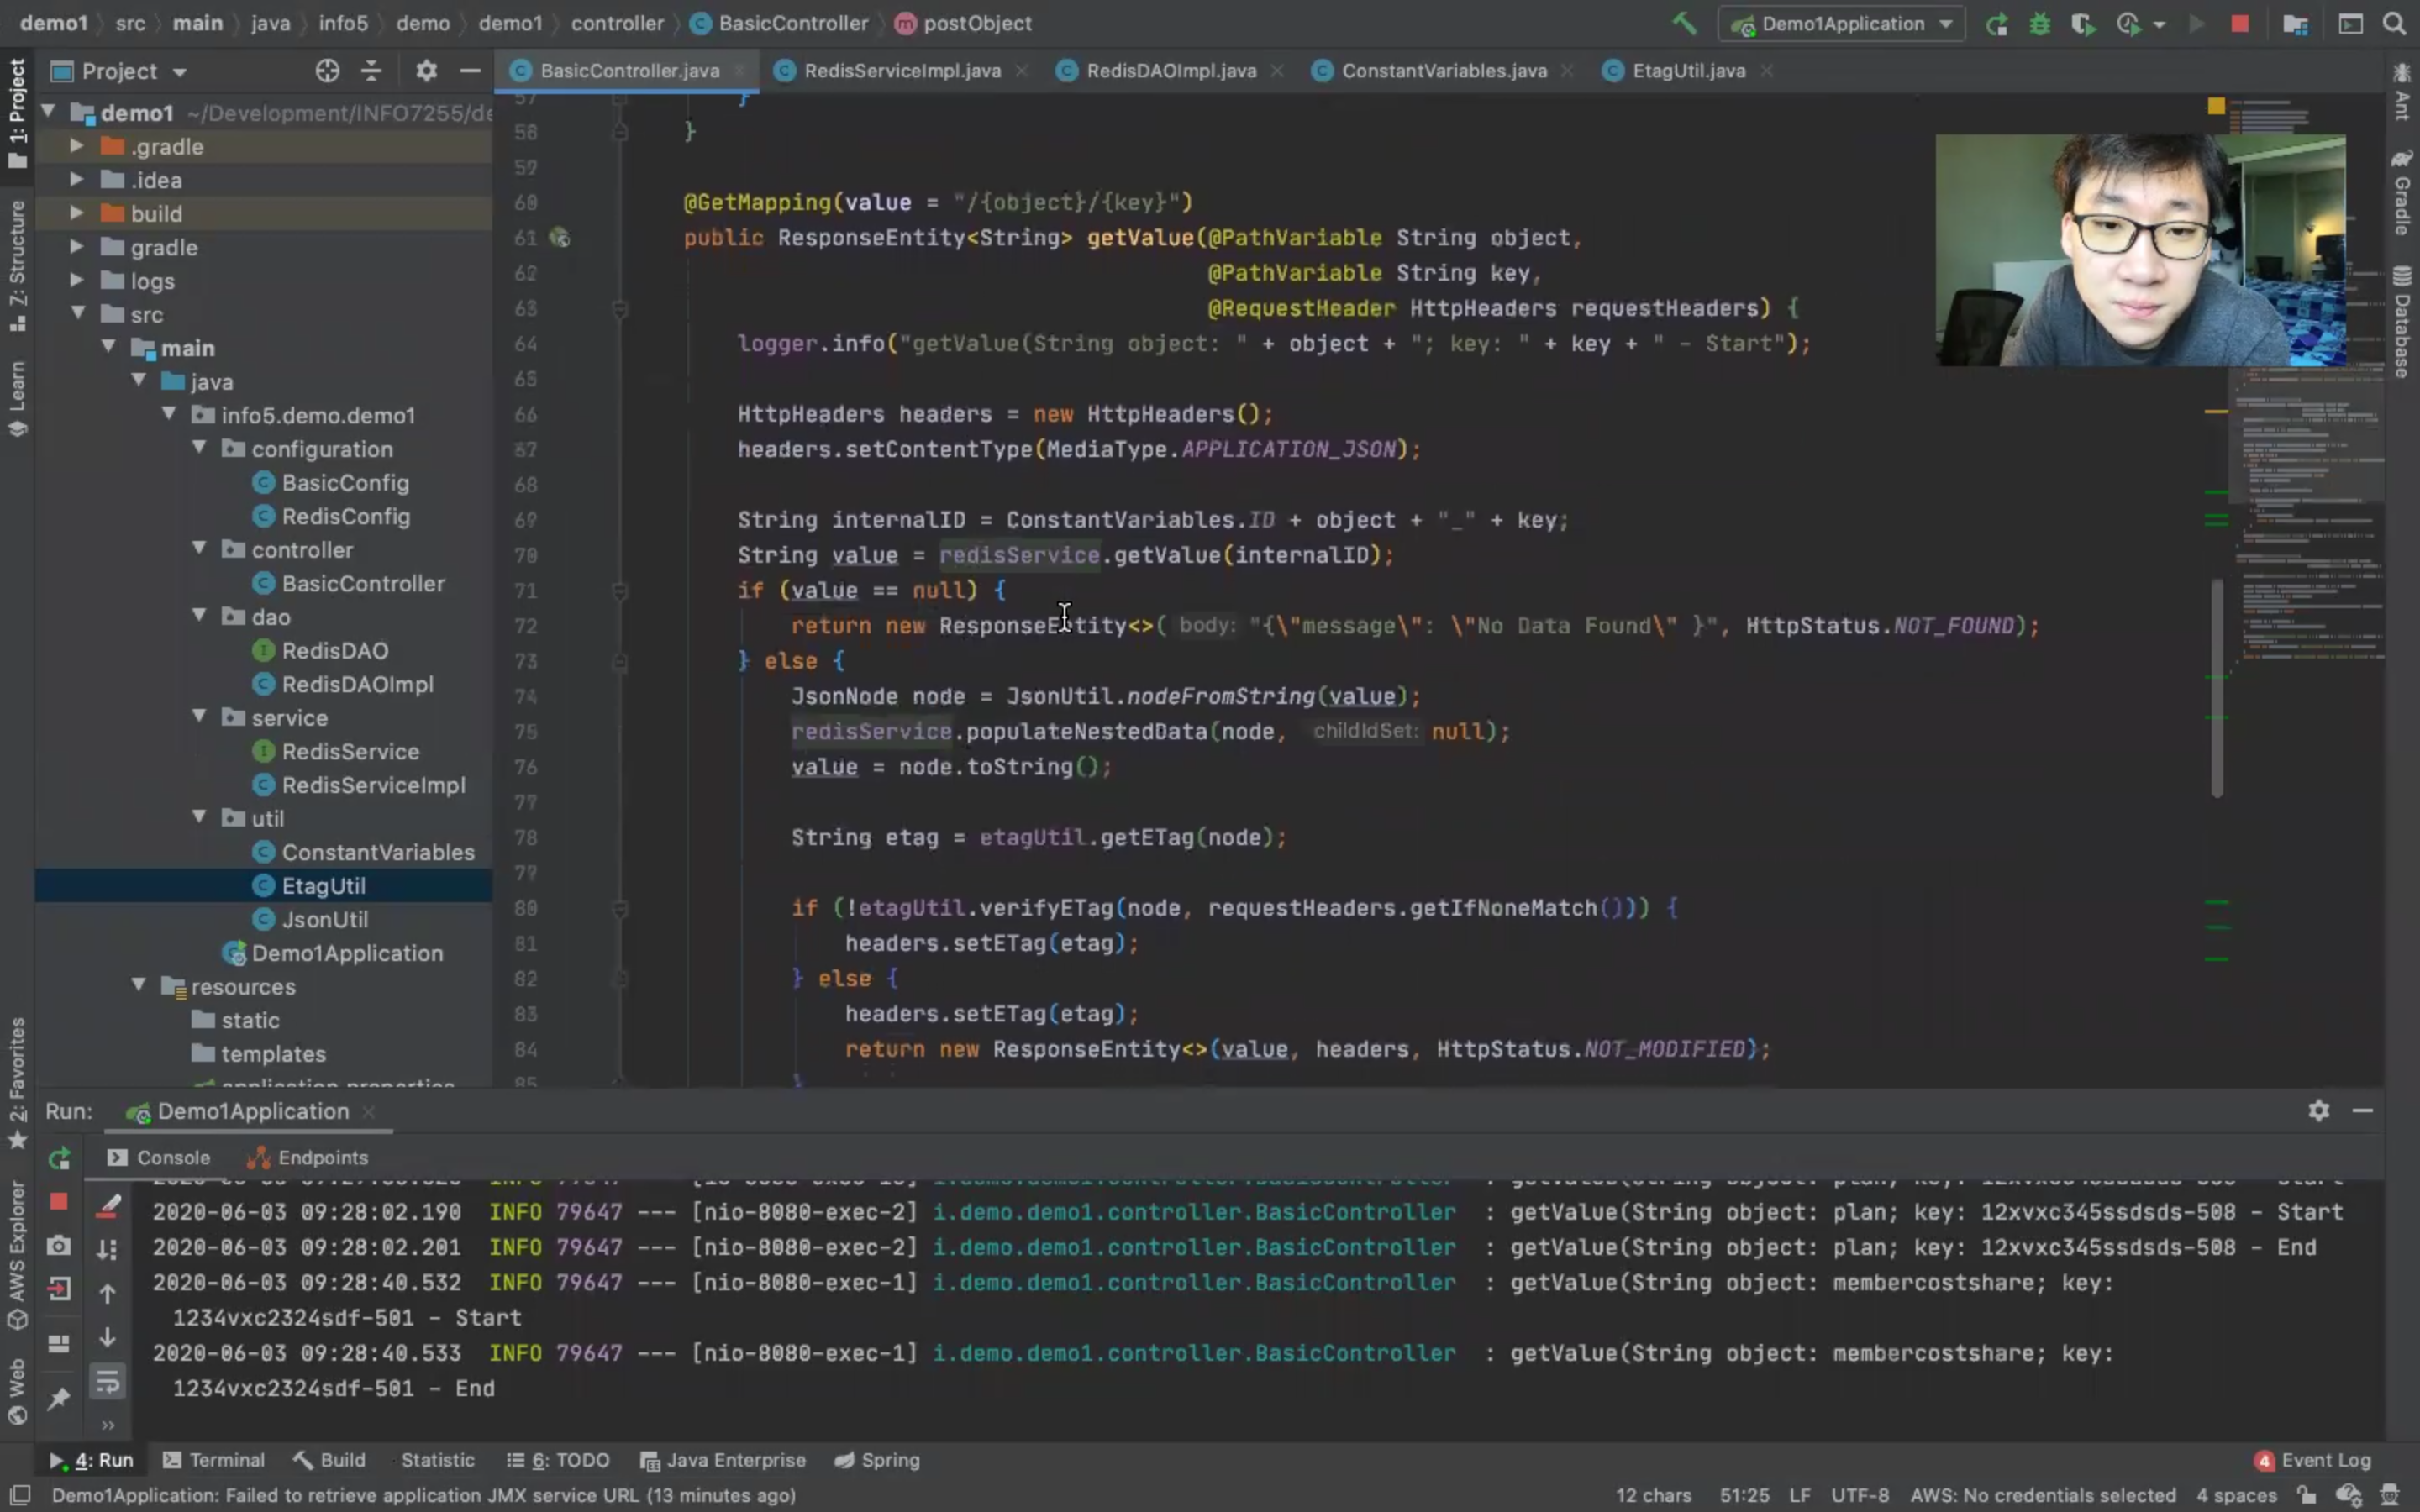 demo1 src main java info5 demo demo1 controller BasicController postObject Demo1Application
Project BasicController.java RedisServiceImpl.java RedisDAOImpl.java ConstantVariables.java EtagUtil.java
1: Project
7: Structure
Learn
2: Favorites
AWS Explorer
Web
Ant
Gradle
Database
demo1 ~/Development/INFO7255/de
.gradle
.idea
build
gradle
logs
src
main
java
info5.demo.demo1
configuration
BasicConfig
RedisConfig
controller
BasicController
dao
RedisDAO
RedisDAOImpl
service
RedisService
RedisServiceImpl
util
ConstantVariables
EtagUtil
JsonUtil
Demo1Application
resources
static
templates
application.properties
57 }
58 }
59
60 @GetMapping(value = "/{object}/{key}")
61 public ResponseEntity<String> getValue(@PathVariable String object,
62 @PathVariable String key,
63 @RequestHeader HttpHeaders requestHeaders) {
64 logger.info("getValue(String object: " + object + "; key: " + key + " - Start");
65
66 HttpHeaders headers = new HttpHeaders();
67 headers.setContentType(MediaType.APPLICATION_JSON);
68
69 String internalID = ConstantVariables.ID + object + "_" + key;
70 String value = redisService.getValue(internalID);
71 if (value == null) {
72 return new ResponseEntity<>( body: "{\"message\": \"No Data Found\" }", HttpStatus.NOT_FOUND);
73 } else {
74 JsonNode node = JsonUtil.nodeFromString(value);
75 redisService.populateNestedData(node, childIdSet: null);
76 value = node.toString();
77
78 String etag = etagUtil.getETag(node);
79
80 if (!etagUtil.verifyETag(node, requestHeaders.getIfNoneMatch())) {
81 headers.setETag(etag);
82 } else {
83 headers.setETag(etag);
84 return new ResponseEntity<>(value, headers, HttpStatus.NOT_MODIFIED);
85 }
Run: Demo1Application
Console Endpoints
2020-06-03 09:28:02.190 INFO 79647 --- [nio-8080-exec-2] i.demo.demo1.controller.BasicController : getValue(String object: plan; key: 12xvxc345ssdsds-508 - Start
2020-06-03 09:28:02.201 INFO 79647 --- [nio-8080-exec-2] i.demo.demo1.controller.BasicController : getValue(String object: plan; key: 12xvxc345ssdsds-508 - End
2020-06-03 09:28:40.532 INFO 79647 --- [nio-8080-exec-1] i.demo.demo1.controller.BasicController : getValue(String object: membercostshare; key:
1234vxc2324sdf-501 - Start
2020-06-03 09:28:40.533 INFO 79647 --- [nio-8080-exec-1] i.demo.demo1.controller.BasicController : getValue(String object: membercostshare; key:
1234vxc2324sdf-501 - End
4: Run Terminal Build Statistic 6: TODO Java Enterprise Spring 4 Event Log
Demo1Application: Failed to retrieve application JMX service URL (13 minutes ago) 12 chars 51:25 LF UTF-8 AWS: No credentials selected 4 spaces